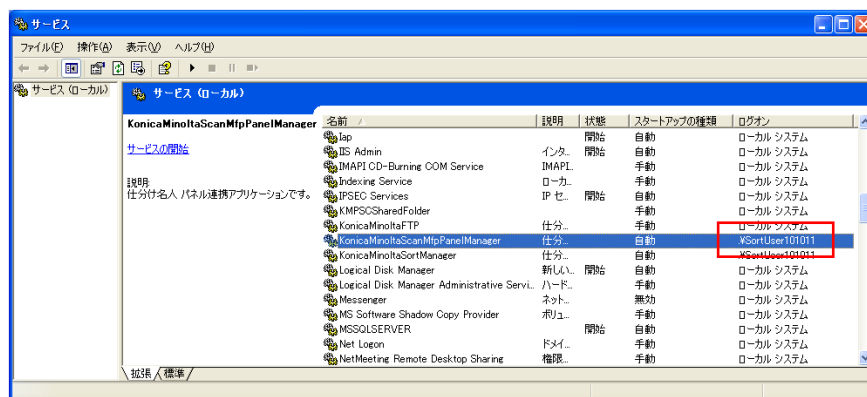 サービス
ファイル(F) 操作(A) 表示(V) ヘルプ(H)
サービス (ローカル)
サービス (ローカル)
KonicaMinoltaScanMfpPanelManager
サービスの開始
説明:
仕分け名人 パネル連携アプリケーションです。
名前 説明 状態 スタートアップの種類 ログオン
Iap 開始 自動 ローカル システム
IIS Admin インタ... 開始 自動 ローカル システム
IMAPI CD-Burning COM Service IMAPI... 手動 ローカル システム
Indexing Service ローカ... 手動 ローカル システム
IPSEC Services IP セ... 開始 自動 ローカル システム
KMPSCSharedFolder 手動 ローカル システム
KonicaMinoltaFTP 仕分... 手動 ローカル システム
KonicaMinoltaScanMfpPanelManager 仕分... 自動 .¥SortUser101011
KonicaMinoltaSortManager 仕分... 自動 .¥SortUser101011
Logical Disk Manager 新しい... 開始 自動 ローカル システム
Logical Disk Manager Administrative Servi... ハード... 手動 ローカル システム
Messenger ネット... 無効 ローカル システム
MS Software Shadow Copy Provider ボリュ... 手動 ローカル システム
MSSQLSERVER 開始 自動 ローカル システム
Net Logon ドメイ... 手動 ローカル システム
NetMeeting Remote Desktop Sharing 権限... 手動 ローカル システム
拡張 標準